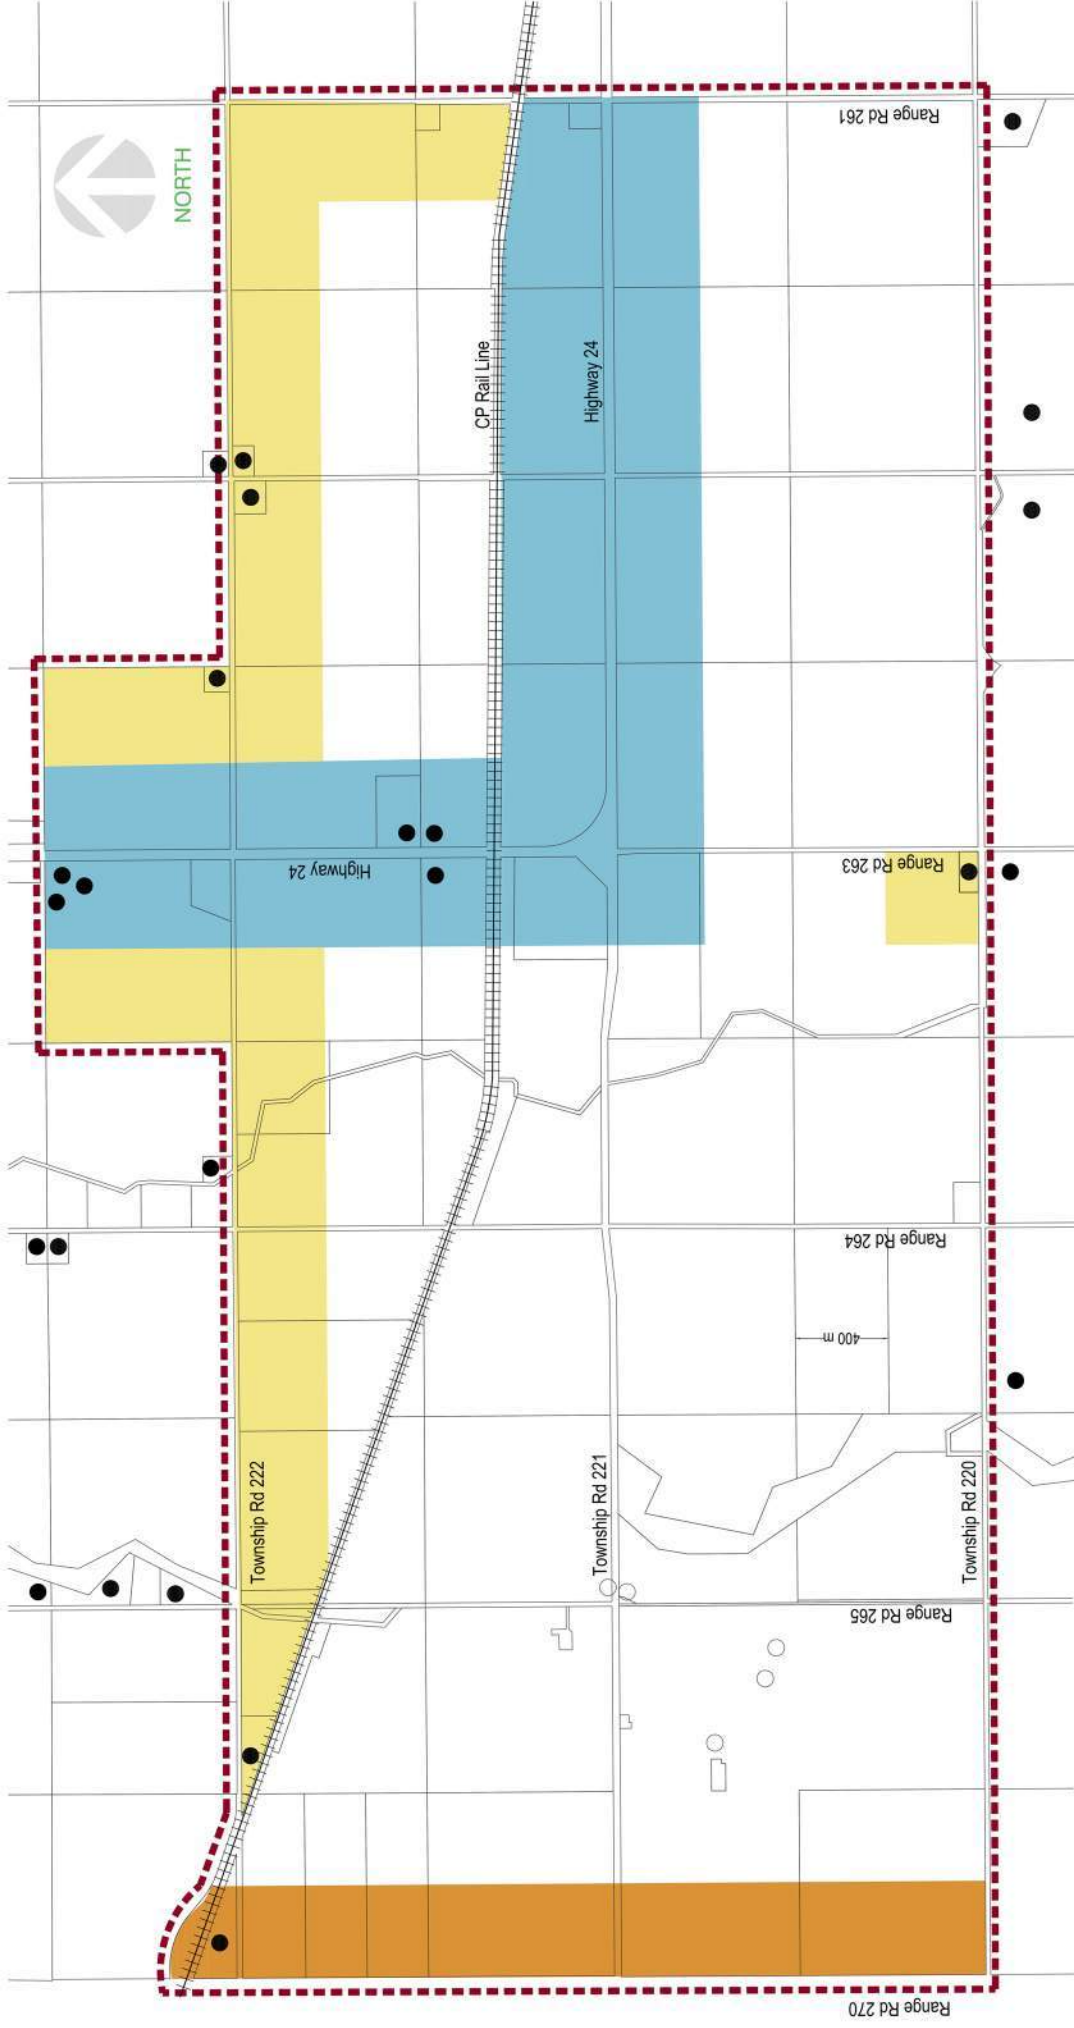 NORTH
Range Rd 261
CP Rail Line
Highway 24
Highway 24
Range Rd 263
Range Rd 264
400 m
Township Rd 222
Township Rd 221
Township Rd 220
Range Rd 265
Range Rd 270